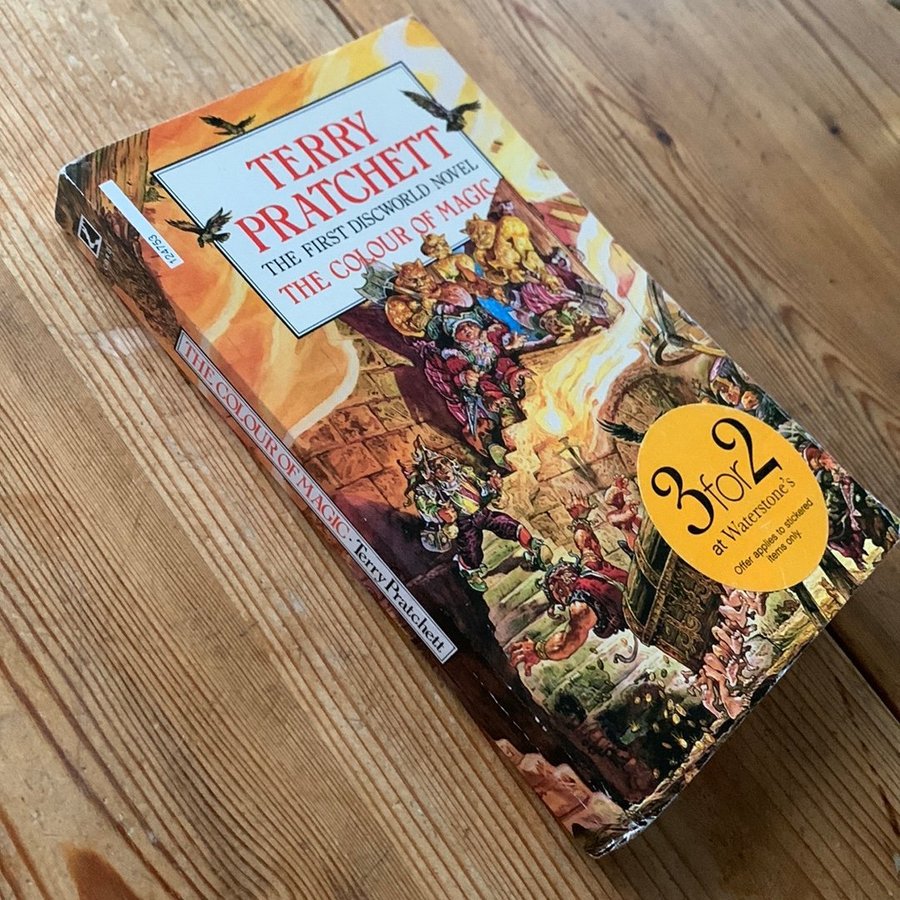 TERRY
PRATCHETT
THE FIRST DISCWORLD NOVEL
THE COLOUR OF MAGIC
124753
THE COLOUR OF MAGIC · Terry Pratchett
3 for 2
at Waterstone's
Offer applies to stickered
items only.